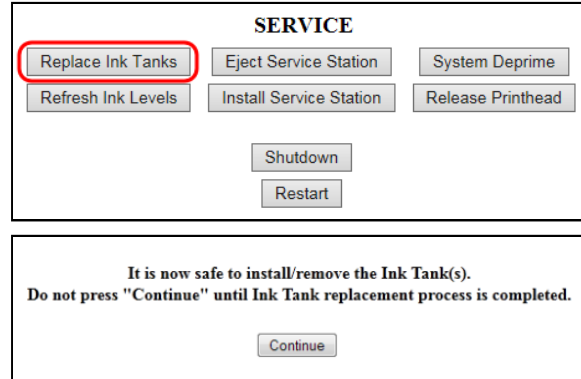 SERVICE
Replace Ink Tanks Eject Service Station System Deprime
Refresh Ink Levels Install Service Station Release Printhead
Shutdown
Restart
It is now safe to install/remove the Ink Tank(s).
Do not press "Continue" until Ink Tank replacement process is completed.
Continue